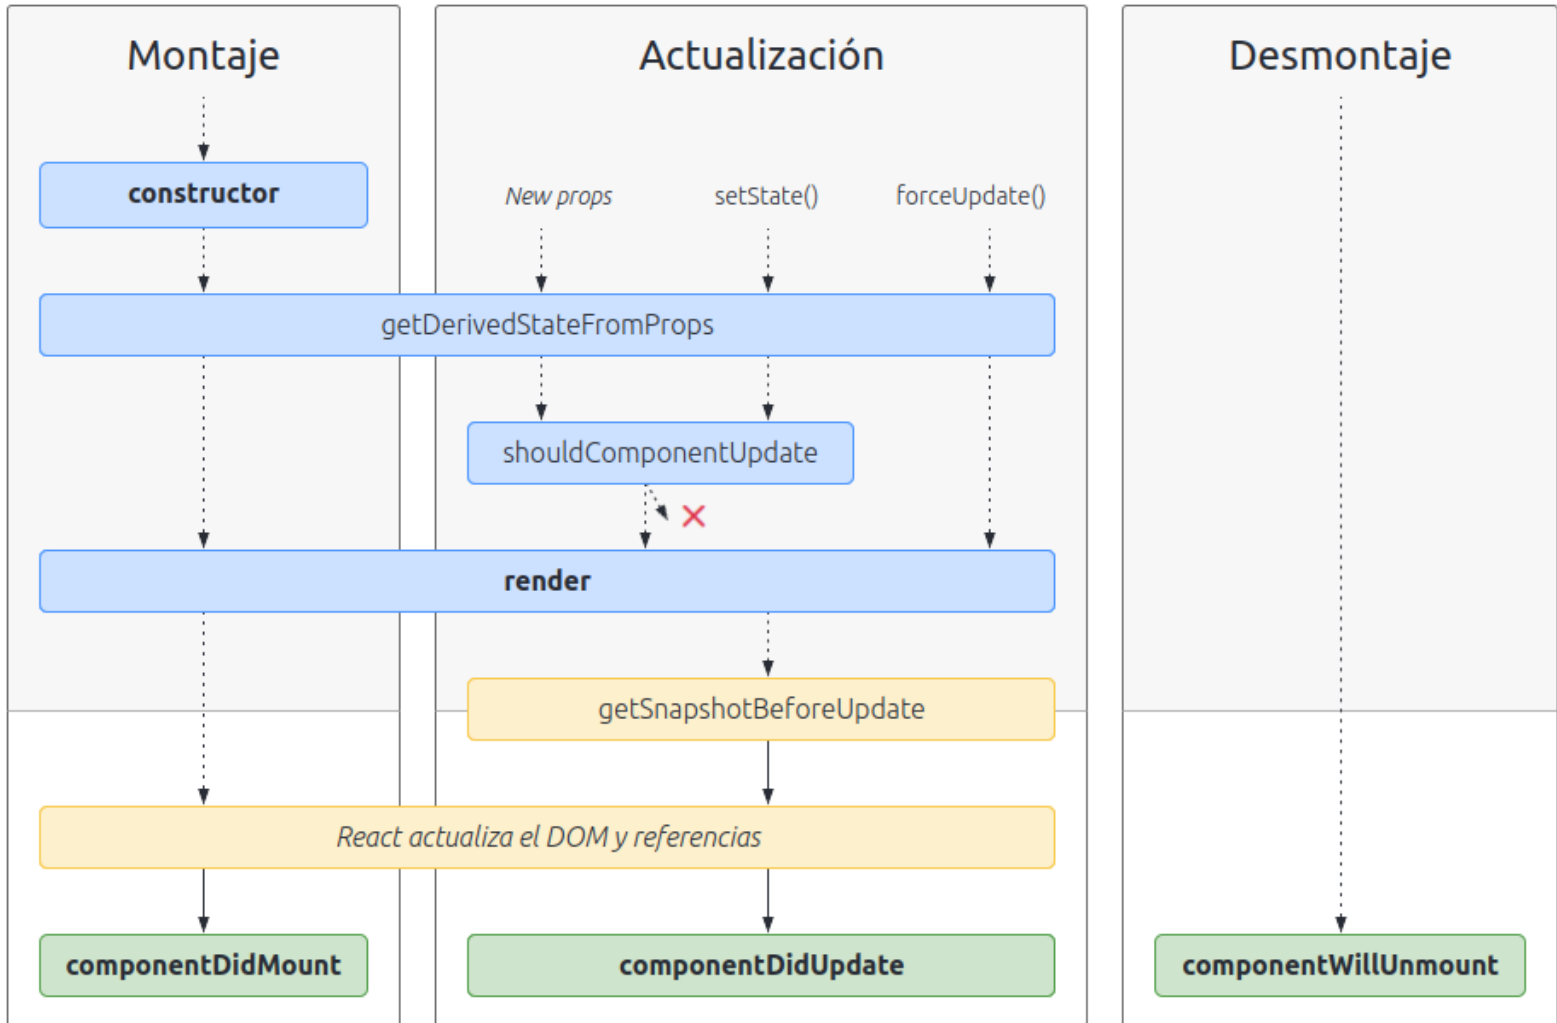 Montaje
Actualización
Desmontaje
constructor
New props
setState()
forceUpdate()
getDerivedStateFromProps
shouldComponentUpdate
render
getSnapshotBeforeUpdate
React actualiza el DOM y referencias
componentDidMount
componentDidUpdate
componentWillUnmount